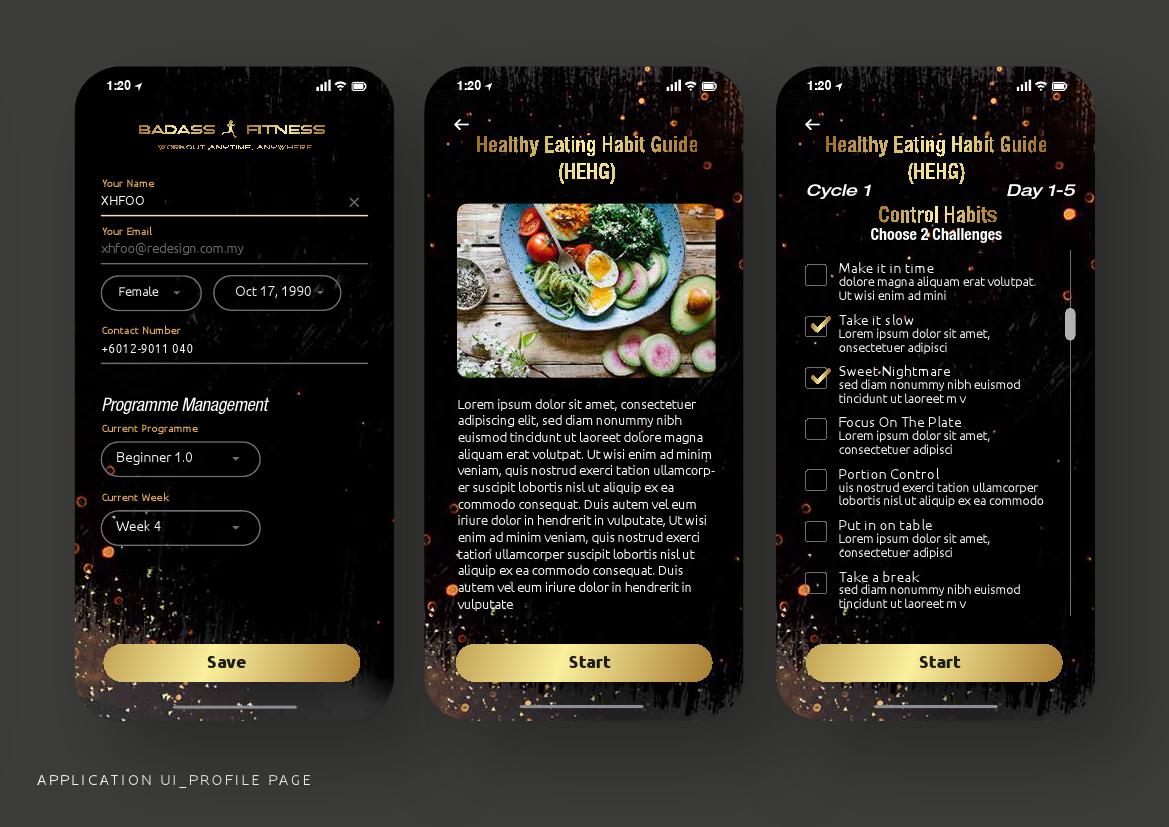 1:20
BADASS FITNESS
WORKOUT ANYTIME, ANYWHERE
Your Name
XHFOO
Your Email
xhfoo@redesign.com.my
Female
Oct 17, 1990
Contact Number
+6012-9011 040
Programme Management
Current Programme
Beginner 1.0
Current Week
Week 4
Save
1:20
Healthy Eating Habit Guide
(HEHG)
Lorem ipsum dolor sit amet, consectetuer
adipiscing elit, sed diam nonummy nibh
euismod tincidunt ut laoreet dolore magna
aliquam erat volutpat. Ut wisi enim ad minim
veniam, quis nostrud exerci tation ullamcorp-
er suscipit lobortis nisl ut aliquip ex ea
commodo consequat. Duis autem vel eum
iriure dolor in hendrerit in vulputate, Ut wisi
enim ad minim veniam, quis nostrud exerci
tation ullamcorper suscipit lobortis nisl ut
aliquip ex ea commodo consequat. Duis
autem vel eum iriure dolor in hendrerit in
vulputate
Start
1:20
Healthy Eating Habit Guide
(HEHG)
Cycle 1
Day 1-5
Control Habits
Choose 2 Challenges
Make it in time
dolore magna aliquam erat volutpat.
Ut wisi enim ad mini
Take it slow
Lorem ipsum dolor sit amet,
onsectetuer adipisci
Sweet Nightmare
sed diam nonummy nibh euismod
tincidunt ut laoreet m v
Focus On The Plate
Lorem ipsum dolor sit amet,
consectetuer adipisci
Portion Control
uis nostrud exerci tation ullamcorper
lobortis nisl ut aliquip ex ea commodo
Put in on table
Lorem ipsum dolor sit amet,
consectetuer adipisci
Take a break
sed diam nonummy nibh euismod
tincidunt ut laoreet m v
Start
APPLICATION UI_PROFILE PAGE